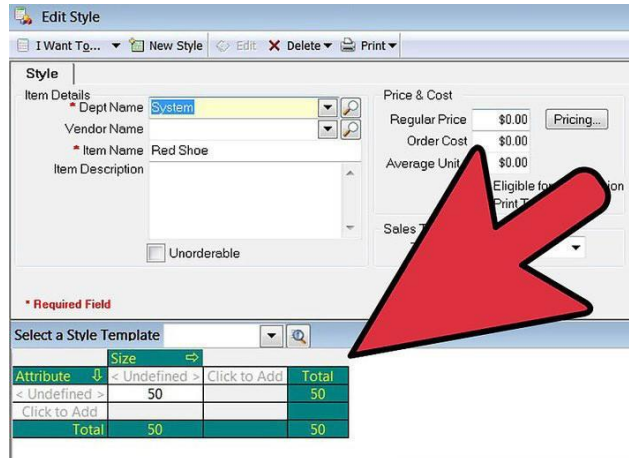 Edit Style
I Want To... New Style Edit Delete Print
Style
Item Details
* Dept Name System
Vendor Name
* Item Name Red Shoe
Item Description
Unorderable
* Required Field
Price & Cost
Regular Price $0.00 Pricing...
Order Cost $0.00
Average Unit $0.00
Eligible for
Print
Sales
Select a Style Template
Size
Attribute < Undefined > Click to Add Total
< Undefined > 50 50
Click to Add
Total 50 50